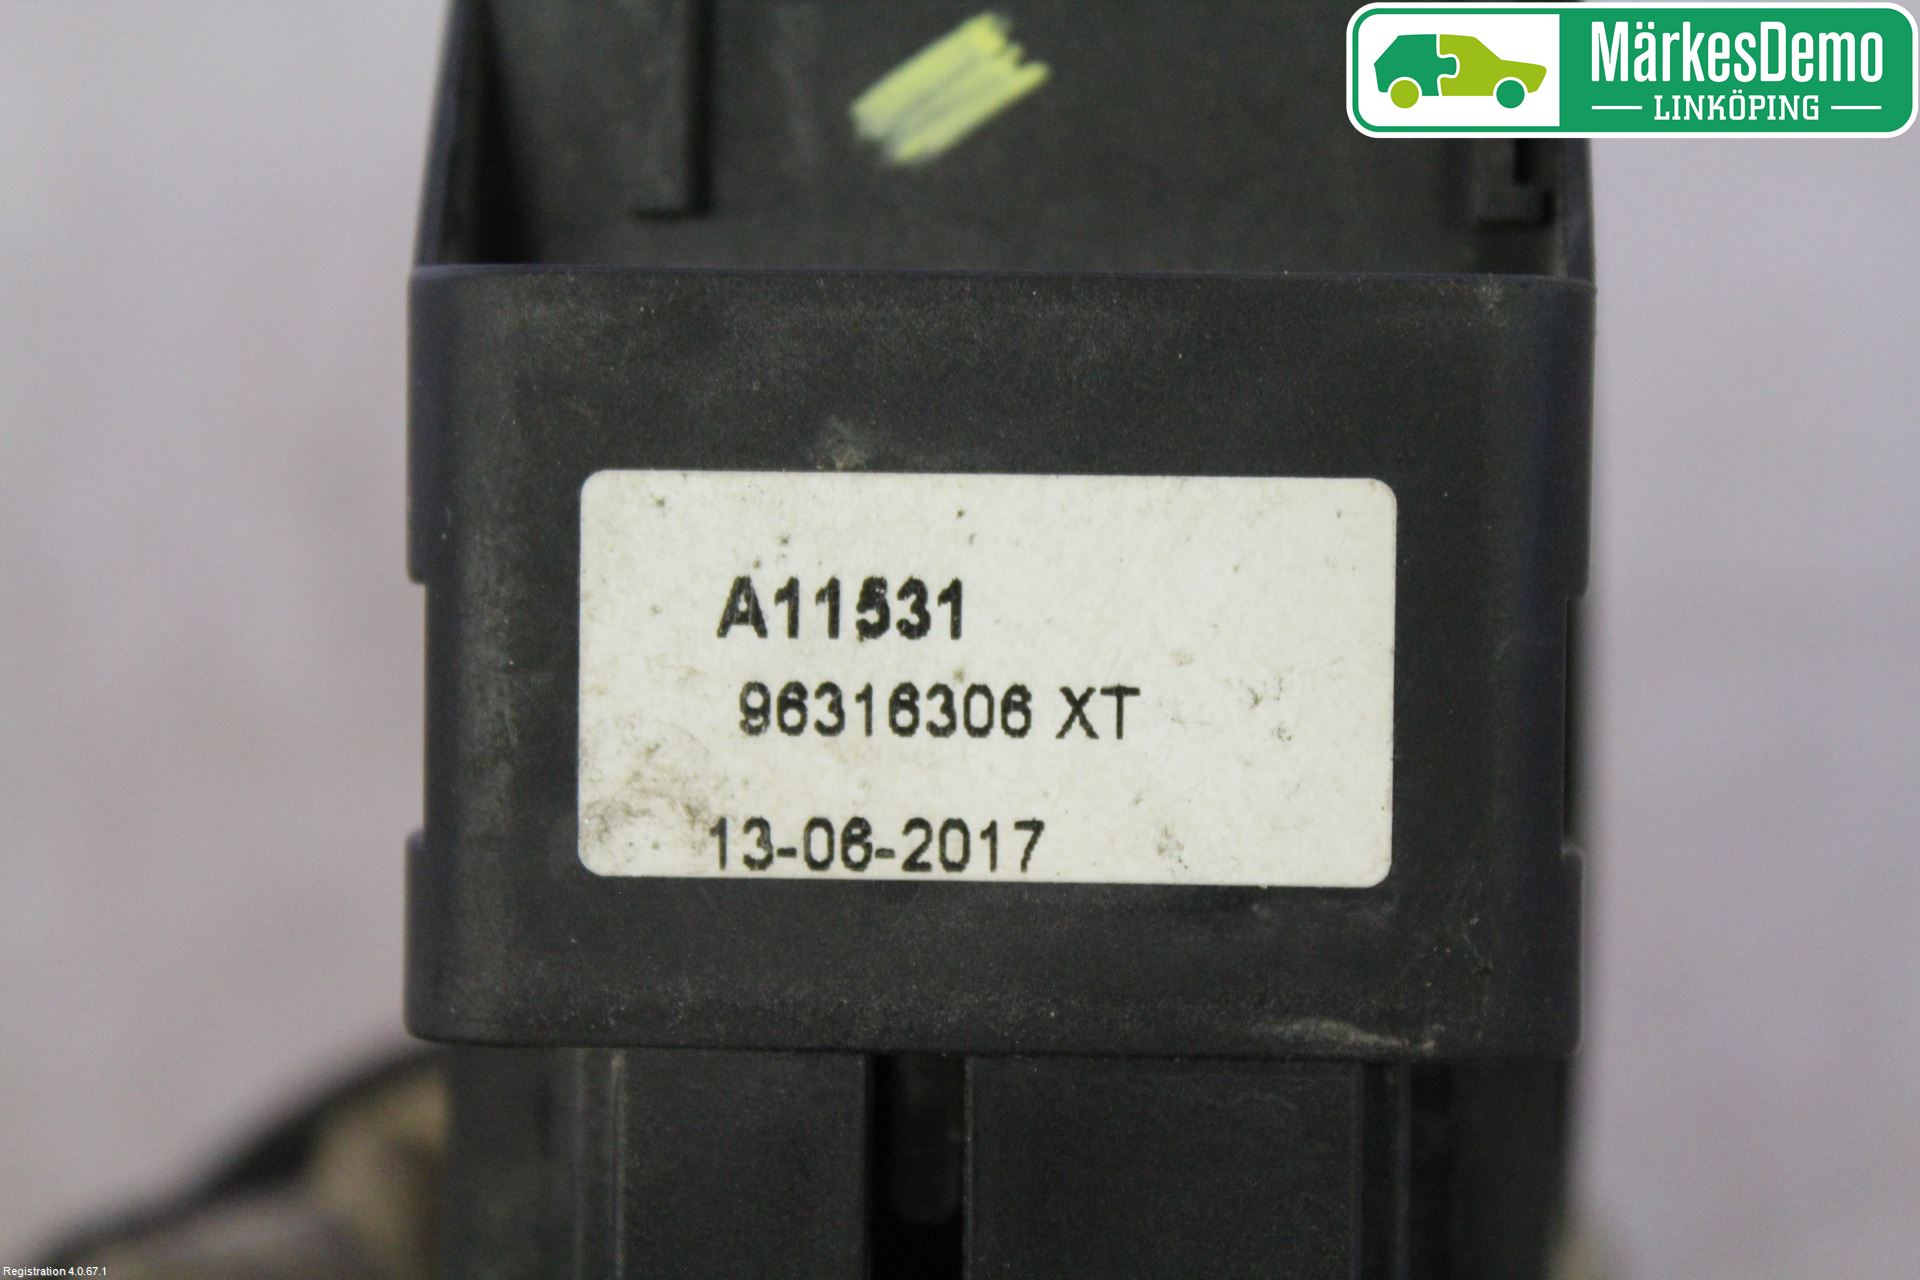 MärkesDemo
LINKÖPING
A11531
96316306 XT
13-06-2017
Registration 4.0.67.1